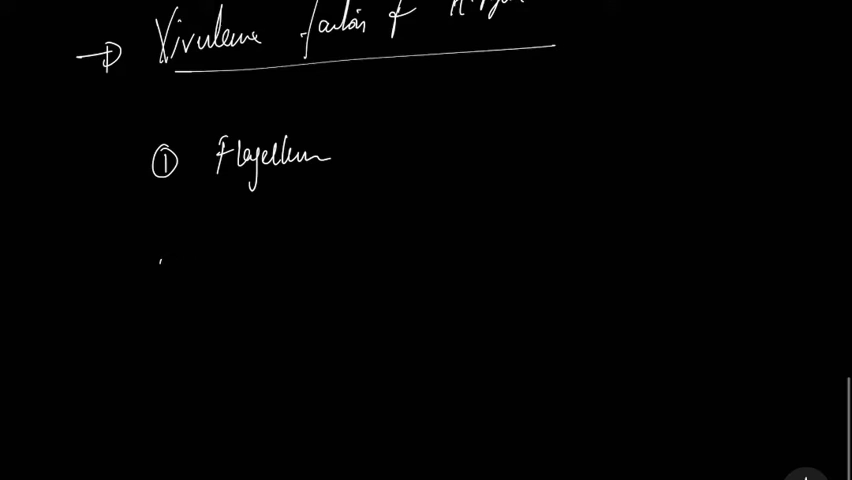 → Virulence factors of
① Flagellum